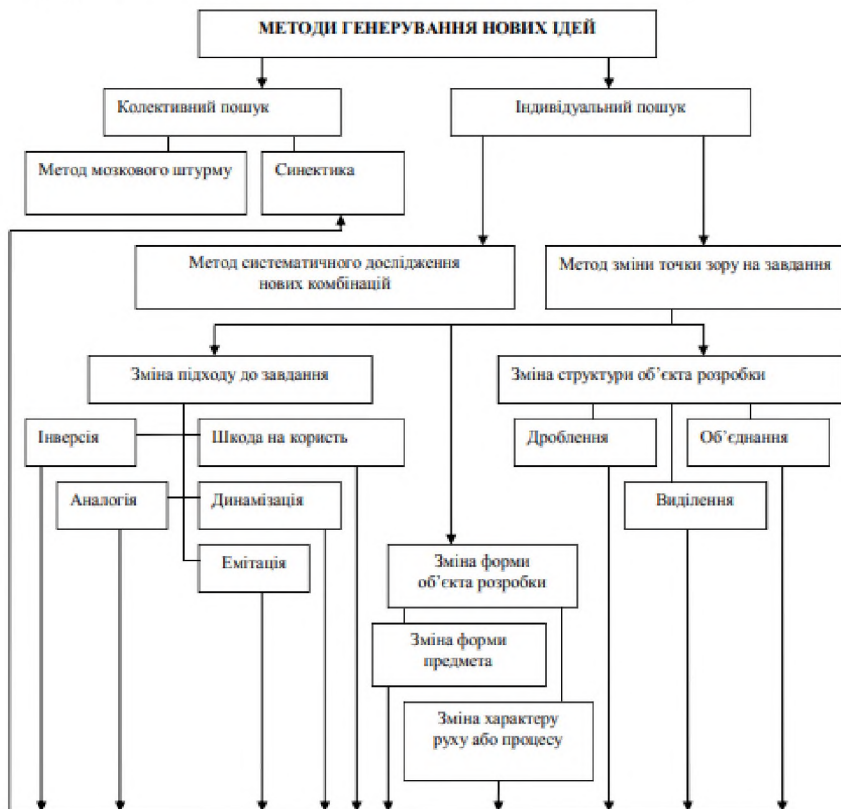 МЕТОДИ ГЕНЕРУВАННЯ НОВИХ ІДЕЙ
Колективний пошук
Індивідуальний пошук
Метод мозкового штурму
Синектика
Метод систематичного дослідження
нових комбінацій
Метод зміни точки зору на завдання
Зміна підходу до завдання
Зміна структури об’єкта розробки
Інверсія
Шкода на користь
Дроблення
Об’єднання
Аналогія
Динамізація
Виділення
Емітація
Зміна форми
об’єкта розробки
Зміна форми
предмета
Зміна характеру
руху або процесу